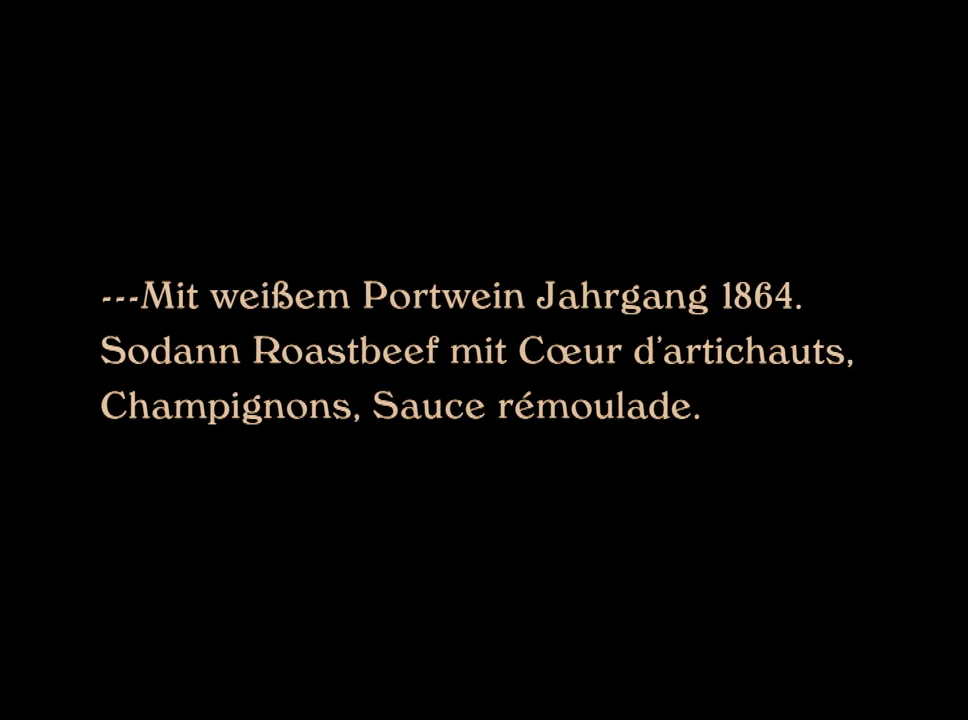 ---Mit weißem Portwein Jahrgang 1864.
Sodann Roastbeef mit Cœur d'artichauts,
Champignons, Sauce rémoulade.